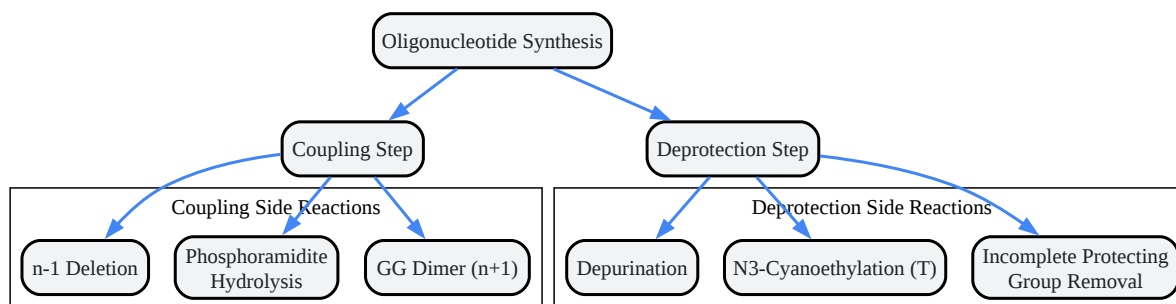 Oligonucleotide Synthesis
Coupling Step
Deprotection Step
Coupling Side Reactions
n-1 Deletion
Phosphoramidite
Hydrolysis
GG Dimer (n+1)
Deprotection Side Reactions
Depurination
N3-Cyanoethylation (T)
Incomplete Protecting
Group Removal